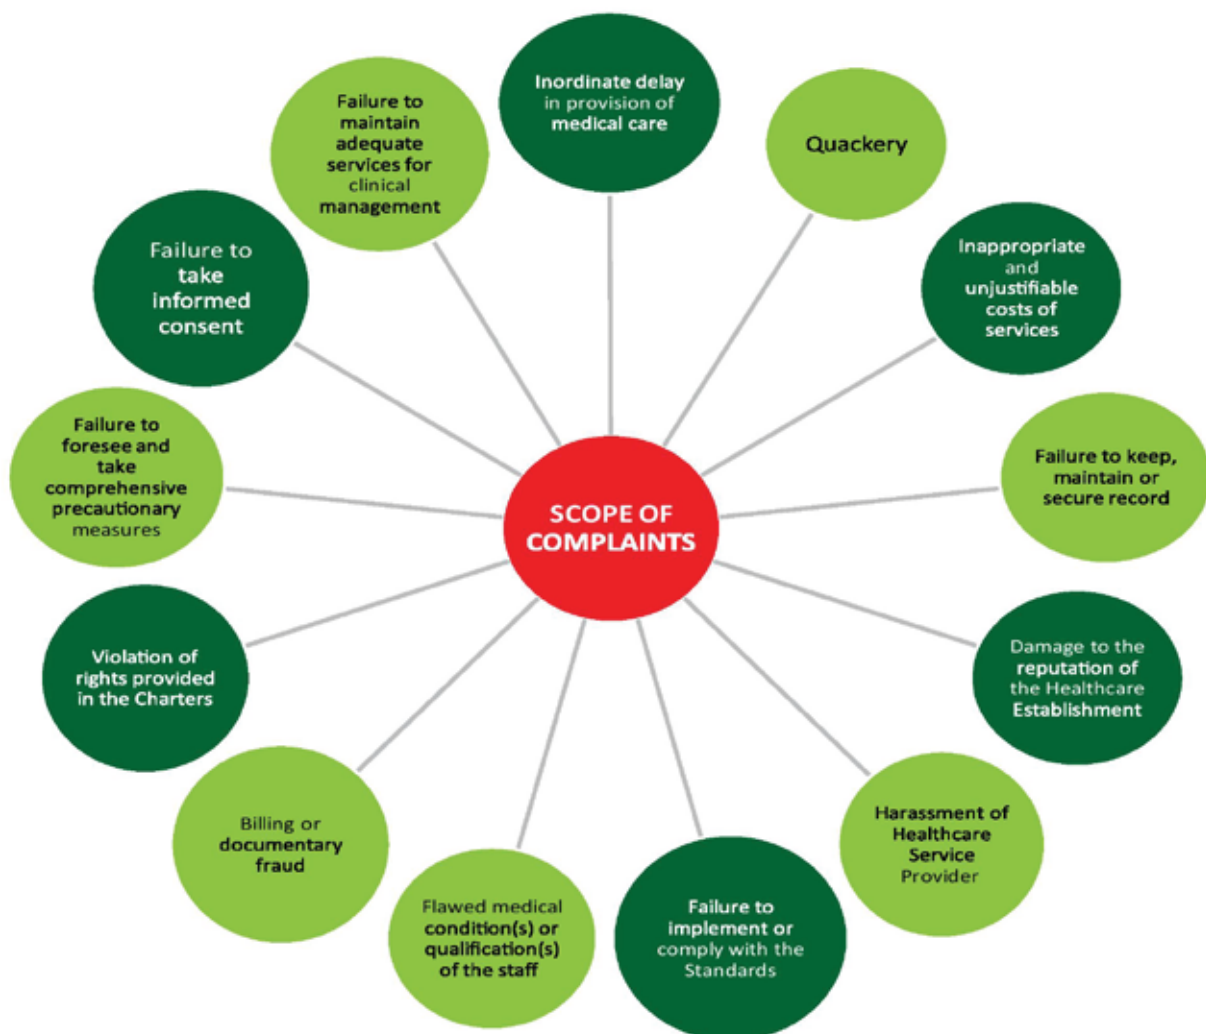 Inordinate delay
in provision of
medical care
Quackery
Inappropriate
and
unjustifiable
costs of
services
Failure to keep,
maintain or
secure record
Damage to the
reputation of
the Healthcare
Establishment
Harassment of
Healthcare
Service
Provider
Failure to
implement or
comply with the
Standards
Flawed medical
condition(s) or
qualification(s)
of the staff
Billing or
documentary
fraud
Violation of
rights provided
in the Charters
Failure to
foresee and
take
comprehensive
precautionary
measures
Failure to
take
informed
consent
Failure to
maintain
adequate
services for
clinical
management
SCOPE OF
COMPLAINTS